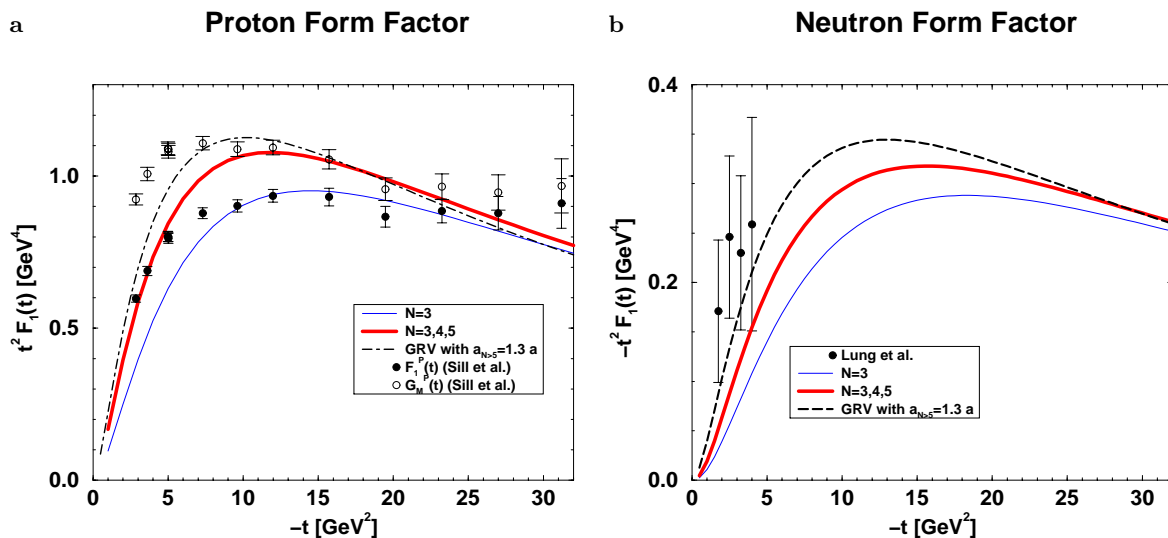 a
Proton Form Factor
t² F₁(t) [GeV⁴]
1.0
0.5
0.0
N=3
N=3,4,5
GRV with a_{N>5}=1.3 a
F₁^P(t) (Sill et al.)
G_M^P(t) (Sill et al.)
0 5 10 15 20 25 30
–t [GeV²]
b
Neutron Form Factor
–t² F₁(t) [GeV⁴]
0.4
0.2
0.0
Lung et al.
N=3
N=3,4,5
GRV with a_{N>5}=1.3 a
0 5 10 15 20 25 30
–t [GeV²]